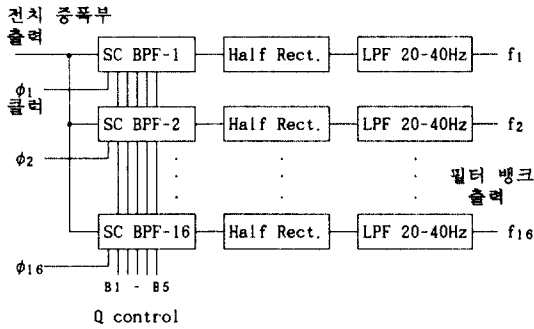 전치 증폭부
출력
SC BPF-1 Half Rect. LPF 20-40Hz f1
ϕ1
클럭
SC BPF-2 Half Rect. LPF 20-40Hz f2
ϕ2
필터 뱅크
출력
SC BPF-16 Half Rect. LPF 20-40Hz f16
ϕ16
B1 - B5
Q control